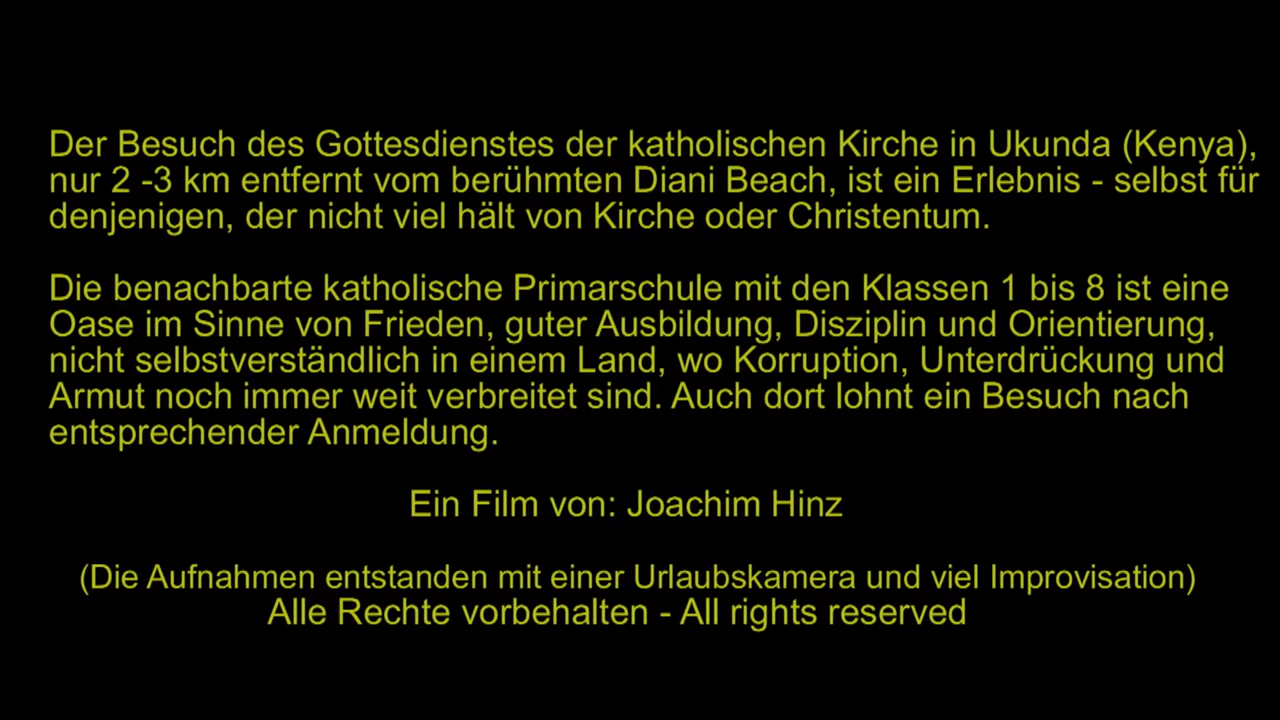 Der Besuch des Gottesdienstes der katholischen Kirche in Ukunda (Kenya),
nur 2 -3 km entfernt vom berühmten Diani Beach, ist ein Erlebnis - selbst für
denjenigen, der nicht viel hält von Kirche oder Christentum.
Die benachbarte katholische Primarschule mit den Klassen 1 bis 8 ist eine
Oase im Sinne von Frieden, guter Ausbildung, Disziplin und Orientierung,
nicht selbstverständlich in einem Land, wo Korruption, Unterdrückung und
Armut noch immer weit verbreitet sind. Auch dort lohnt ein Besuch nach
entsprechender Anmeldung.
Ein Film von: Joachim Hinz
(Die Aufnahmen entstanden mit einer Urlaubskamera und viel Improvisation)
Alle Rechte vorbehalten - All rights reserved